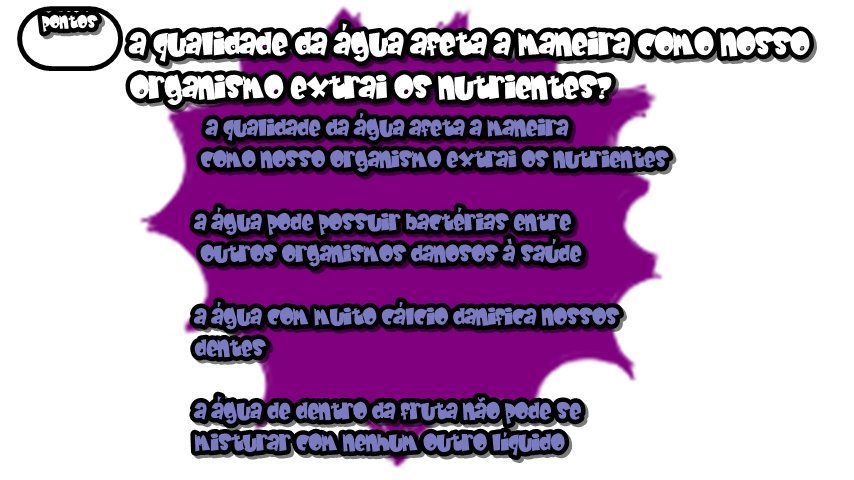 pontos
a qualidade da água afeta a maneira como nosso
organismo extrai os nutrientes?
a qualidade da água afeta a maneira
como nosso organismo extrai os nutrientes
a água pode possuir bactérias entre
outros organismos danosos à saúde
a água com muito cálcio danifica nossos
dentes
a água de dentro da fruta não pode se
misturar com nenhum outro líquido